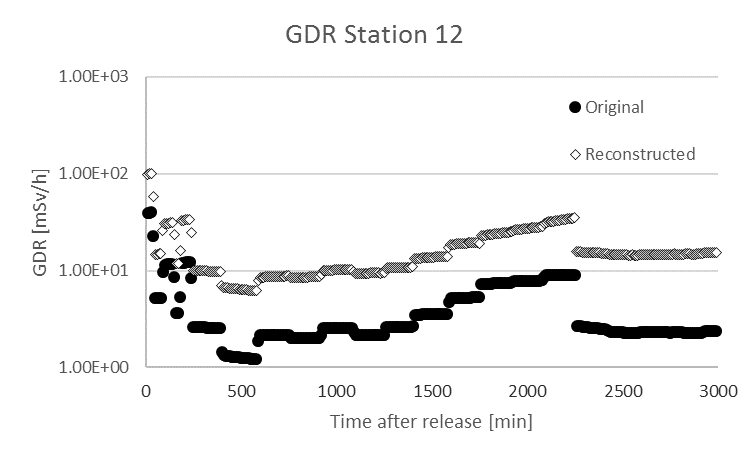 GDR Station 12
1.00E+03
Original
1.00E+02
Reconstructed
GDR [mSv/h]
1.00E+01
1.00E+00
0 500 1000 1500 2000 2500 3000
Time after release [min]